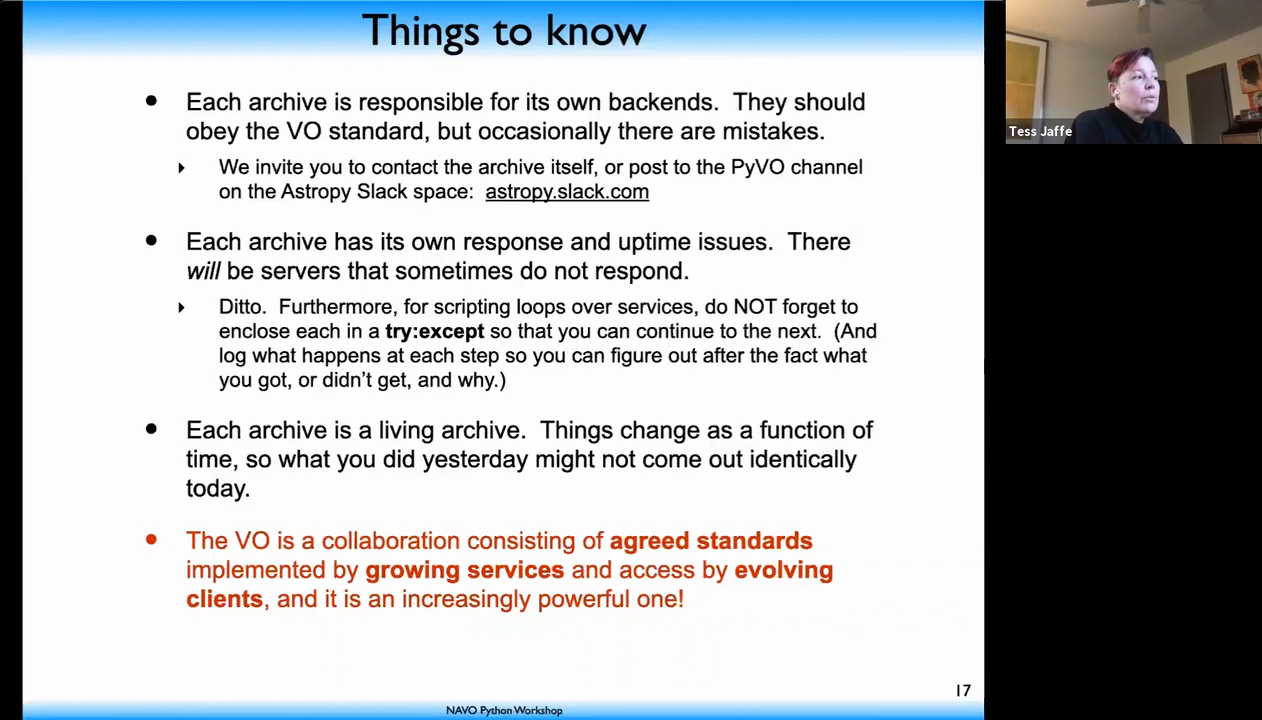 Things to know
• Each archive is responsible for its own backends. They should
obey the VO standard, but occasionally there are mistakes.
‣ We invite you to contact the archive itself, or post to the PyVO channel
on the Astropy Slack space: astropy.slack.com
• Each archive has its own response and uptime issues. There
will be servers that sometimes do not respond.
‣ Ditto. Furthermore, for scripting loops over services, do NOT forget to
enclose each in a try:except so that you can continue to the next. (And
log what happens at each step so you can figure out after the fact what
you got, or didn't get, and why.)
• Each archive is a living archive. Things change as a function of
time, so what you did yesterday might not come out identically
today.
• The VO is a collaboration consisting of agreed standards
implemented by growing services and access by evolving
clients, and it is an increasingly powerful one!
17
NAVO Python Workshop
Tess Jaffe